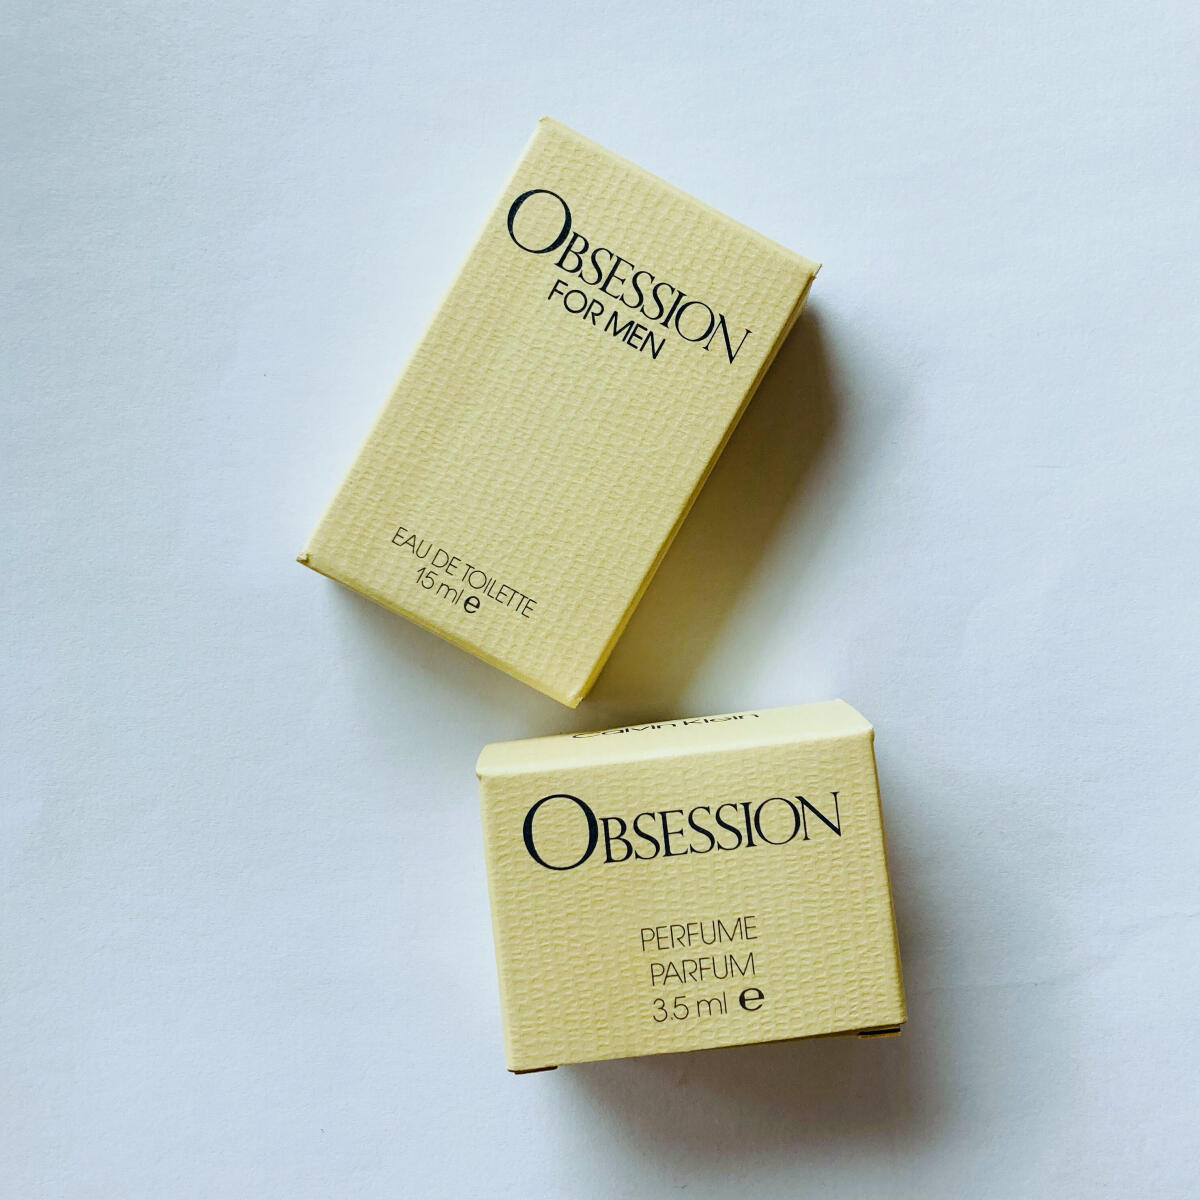 OBSESSION
FOR MEN
EAU DE TOILETTE
15 ml e
Calvin Klein
OBSESSION
PERFUME
PARFUM
3.5 ml e